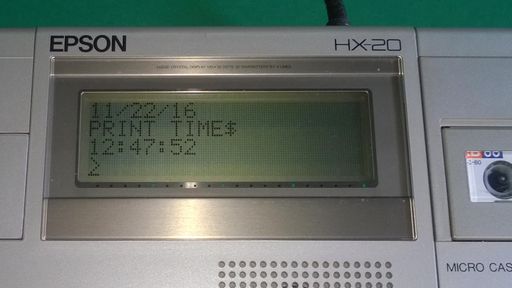 EPSON
HX-20
11/22/16
PRINT TIME$
12:47:52
>
MICRO CAS